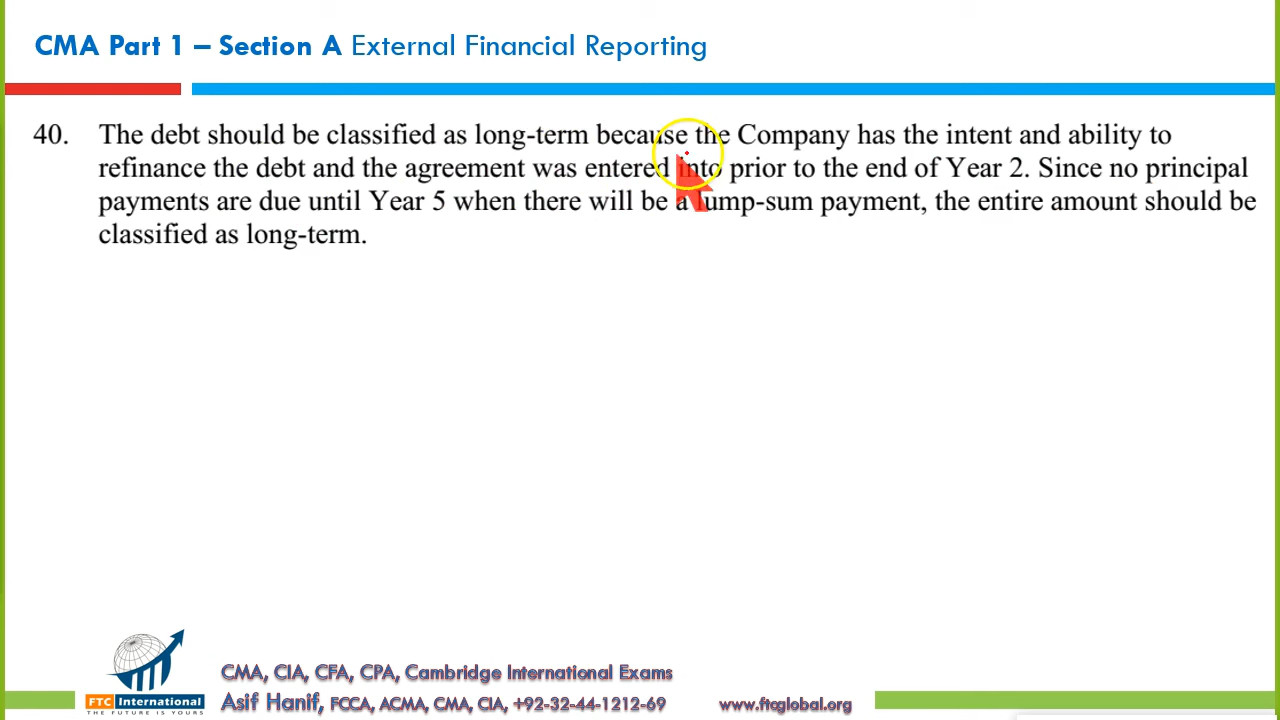 CMA Part 1 – Section A External Financial Reporting
40. The debt should be classified as long-term because the Company has the intent and ability to
refinance the debt and the agreement was entered into prior to the end of Year 2. Since no principal
payments are due until Year 5 when there will be a lump-sum payment, the entire amount should be
classified as long-term.
CMA, CIA, CFA, CPA, Cambridge International Exams
FTC International
THE FUTURE IS YOURS
Asif Hanif, FCCA, ACMA, CMA, CIA, +92-32-44-1212-69 www.ftcglobal.org